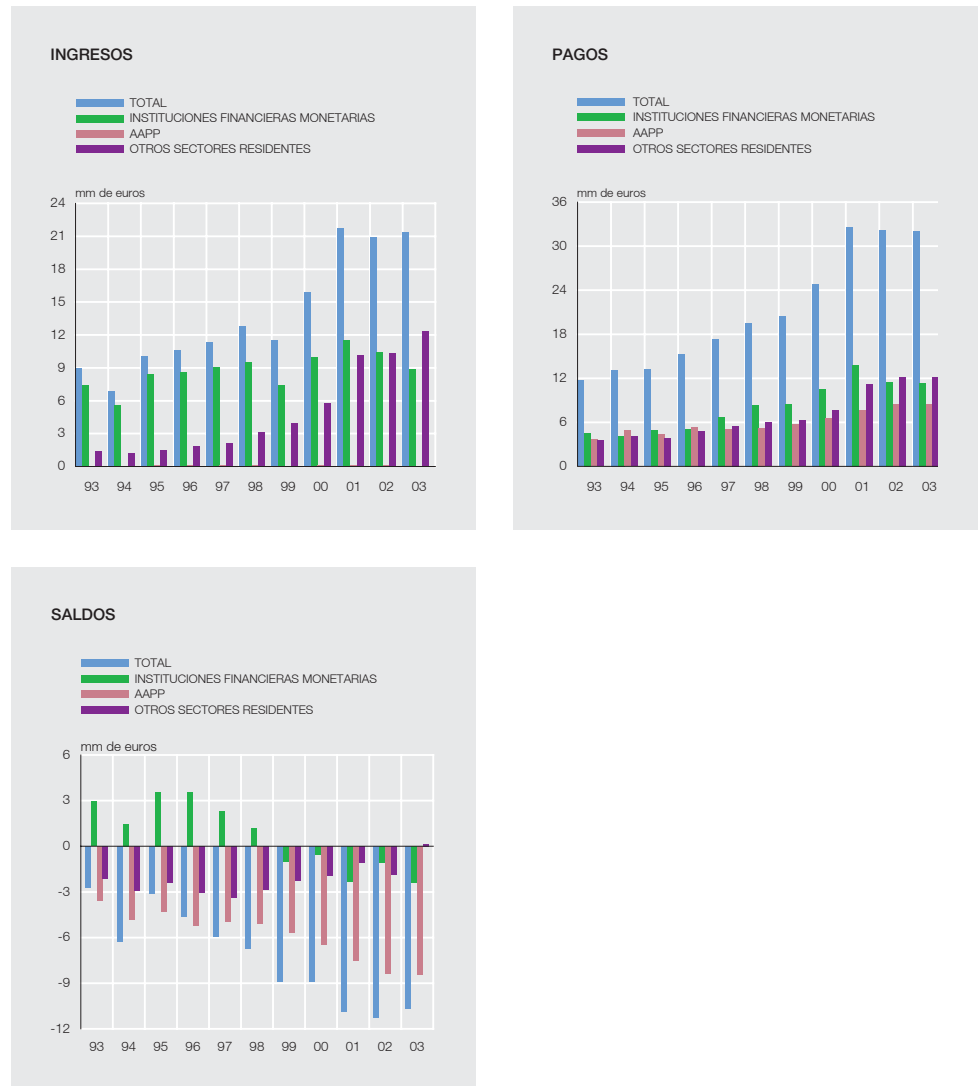 INGRESOS
TOTAL
INSTITUCIONES FINANCIERAS MONETARIAS
AAPP
OTROS SECTORES RESIDENTES
mm de euros
24
21
18
15
12
9
6
3
0
93 94 95 96 97 98 99 00 01 02 03
PAGOS
TOTAL
INSTITUCIONES FINANCIERAS MONETARIAS
AAPP
OTROS SECTORES RESIDENTES
mm de euros
36
30
24
18
12
6
0
93 94 95 96 97 98 99 00 01 02 03
SALDOS
TOTAL
INSTITUCIONES FINANCIERAS MONETARIAS
AAPP
OTROS SECTORES RESIDENTES
mm de euros
6
3
0
-3
-6
-9
-12
93 94 95 96 97 98 99 00 01 02 03